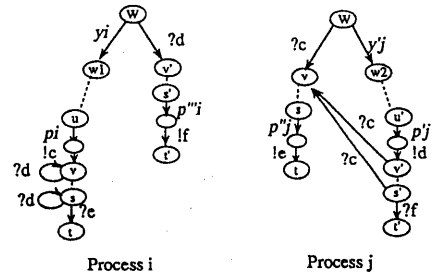 W
yi
?d
w1
v'
s'
u
p'''i
pi
!f
!c
?d
v
t'
?d
s
?e
t
Process i
W
?c
y'j
v
w2
s
?c
u'
p''j
p'j
!e
?c
!d
t
v'
s'
?f
t'
Process j